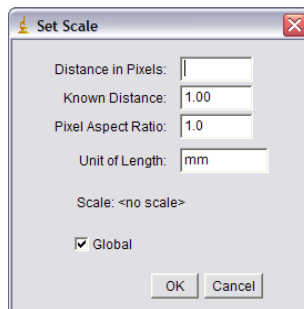 Set Scale
Distance in Pixels:
Known Distance: 1.00
Pixel Aspect Ratio: 1.0
Unit of Length: mm
Scale: <no scale>
Global
OK Cancel